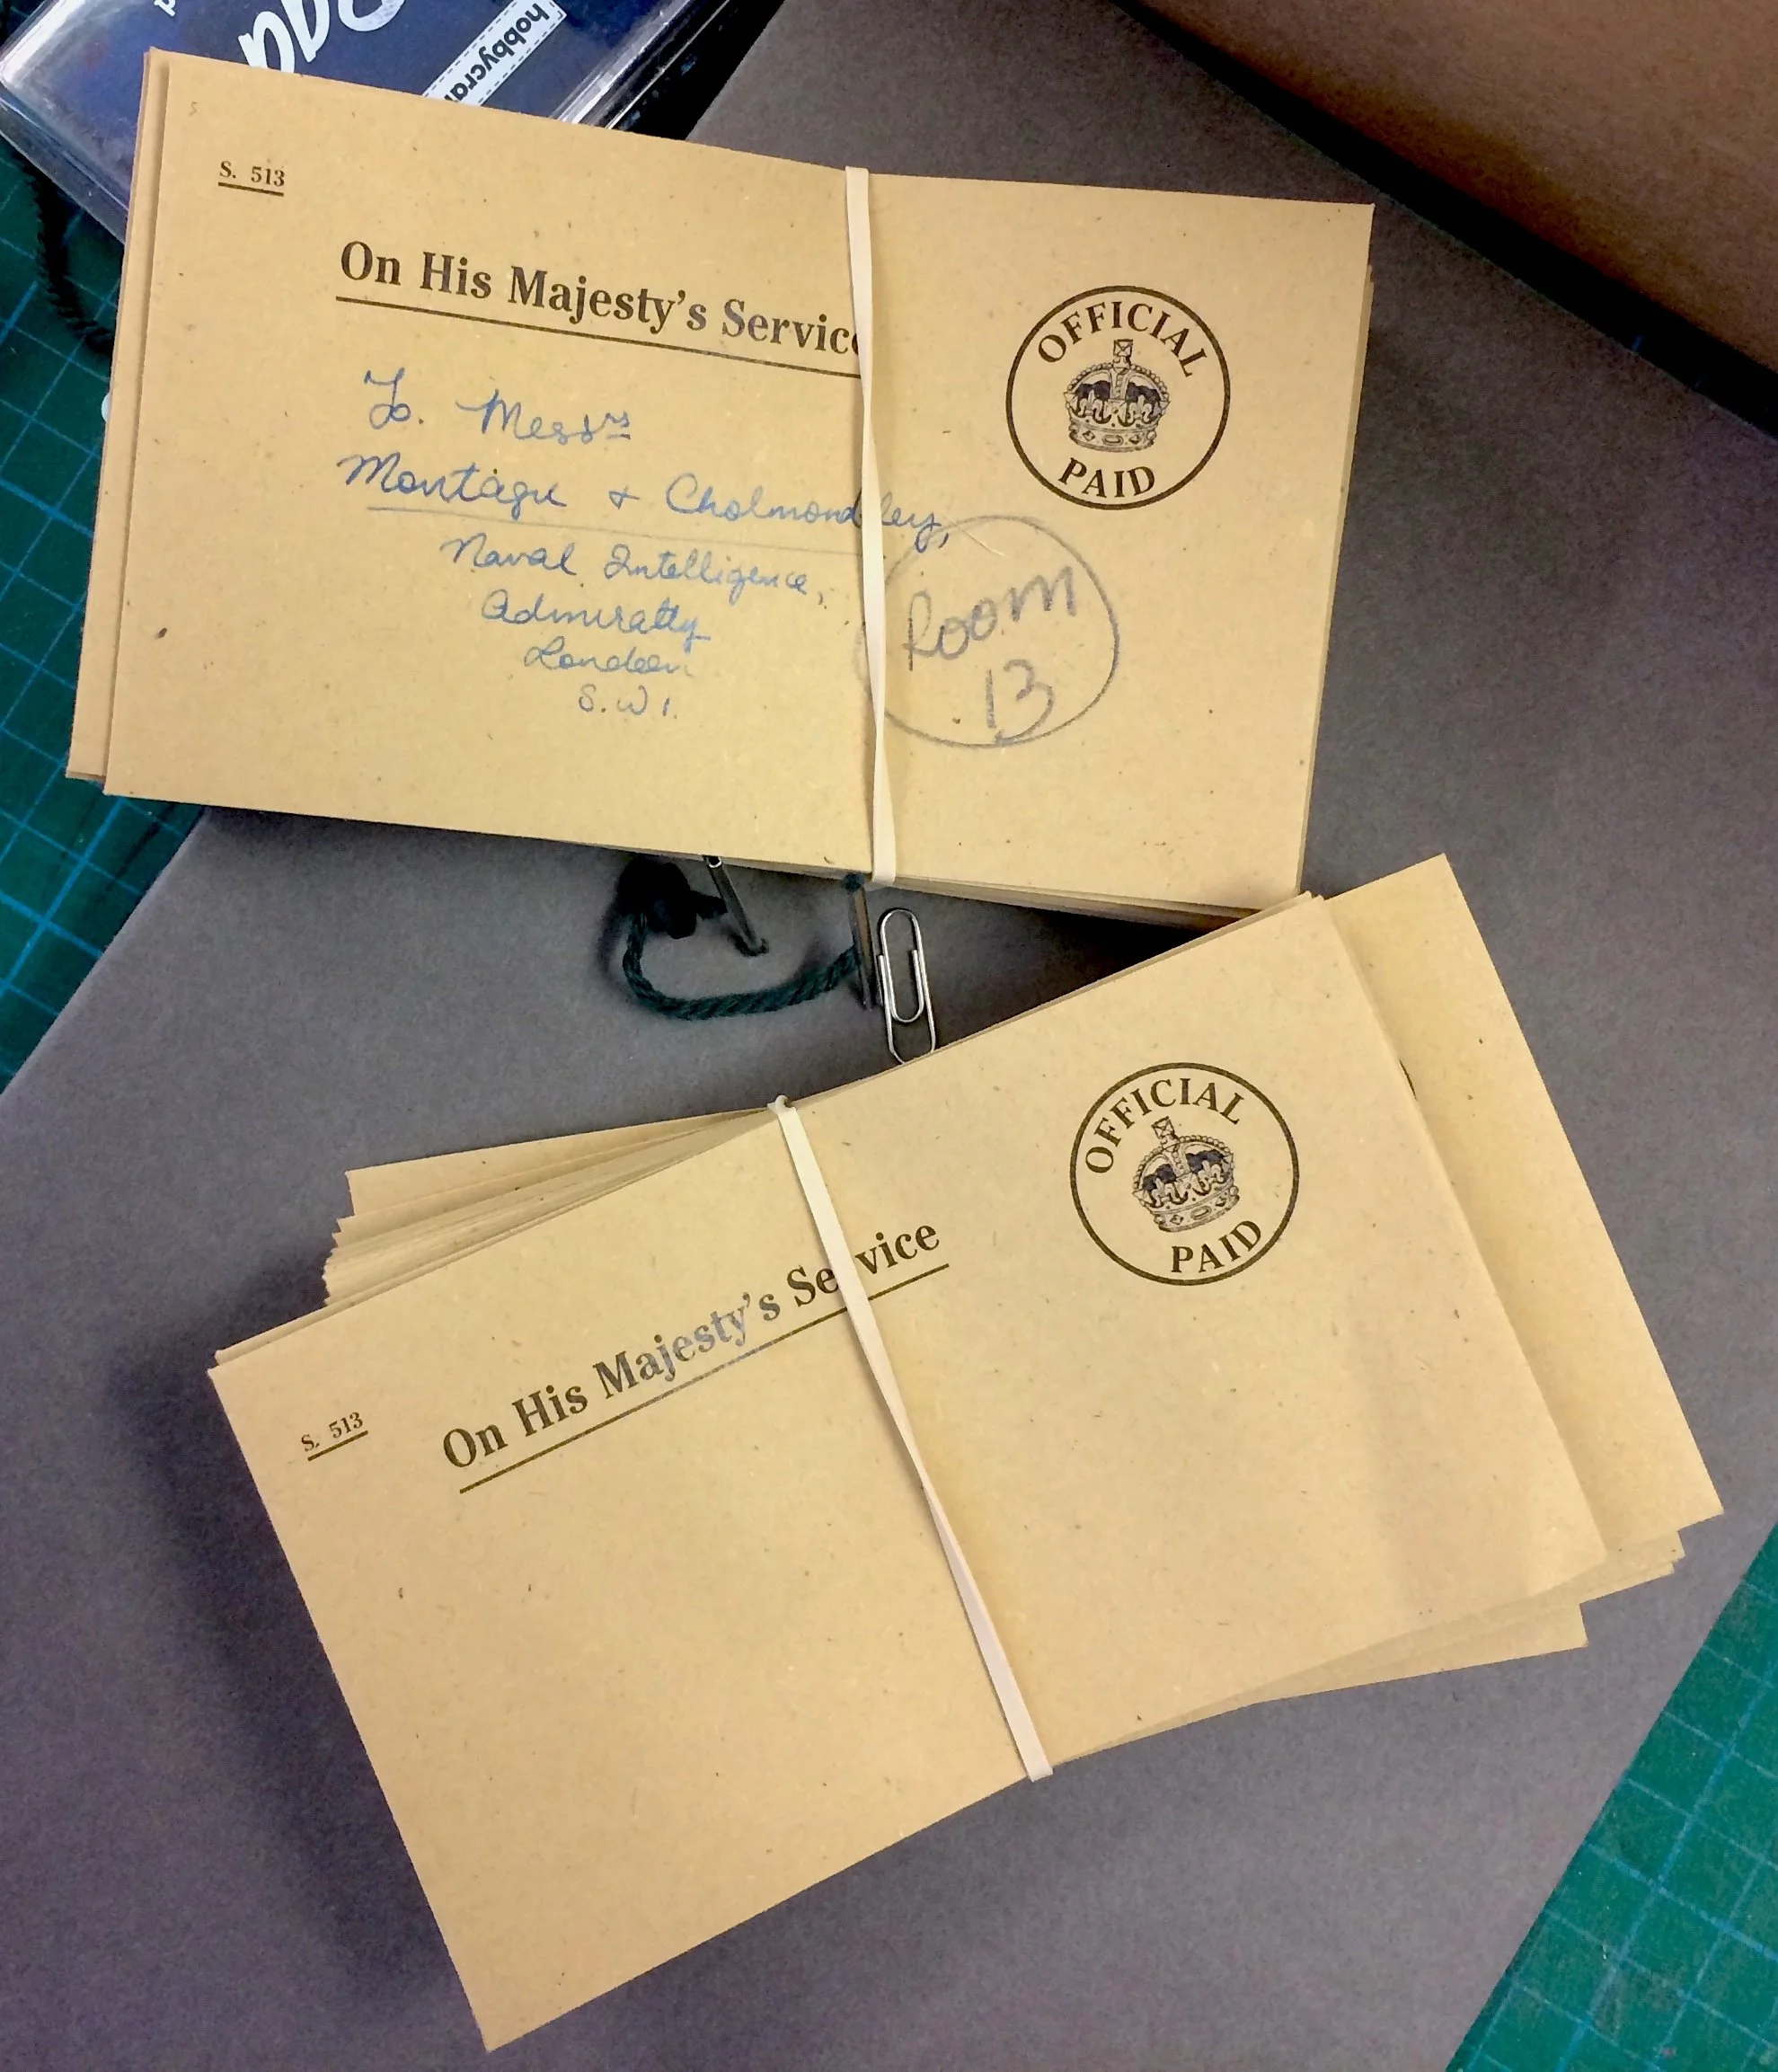 hobbycra
S. 513
On His Majesty's Service
OFFICIAL
PAID
To. Messrs
Montagu & Cholmondeley,
Naval Intelligence,
Admiralty
London
S.W 1.
Room
13
OFFICIAL
PAID
On His Majesty's Service
S. 513